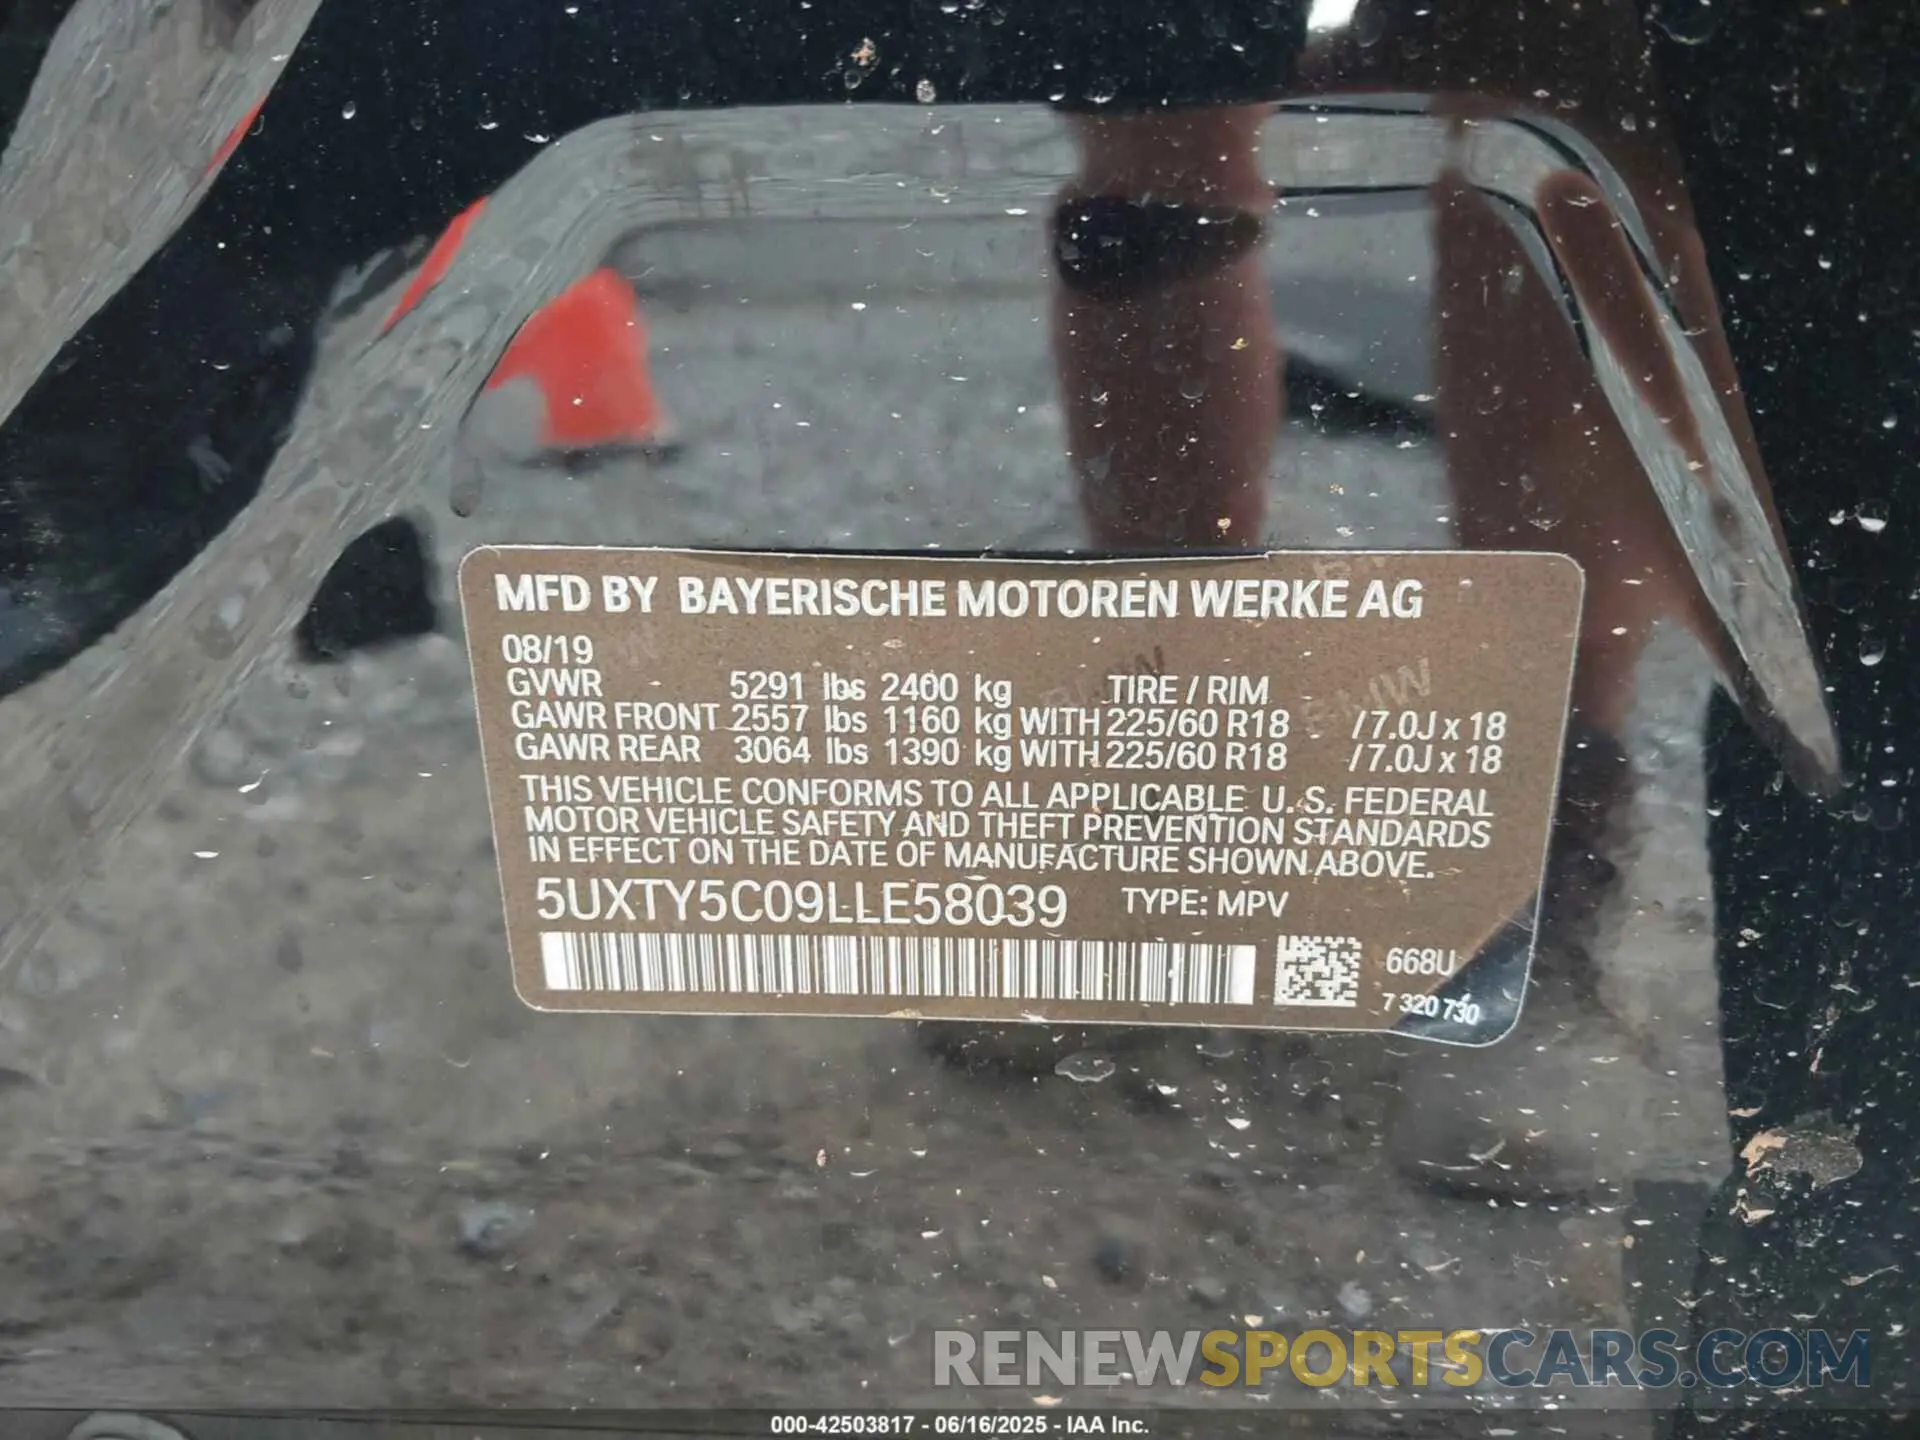 MFD BY BAYERISCHE MOTOREN WERKE AG
08/19
GVWR 5291 lbs 2400 kg TIRE / RIM
GAWR FRONT 2557 lbs 1160 kg WITH 225/60 R18 / 7.0J x 18
GAWR REAR 3064 lbs 1390 kg WITH 225/60 R18 / 7.0J x 18
THIS VEHICLE CONFORMS TO ALL APPLICABLE U. S. FEDERAL
MOTOR VEHICLE SAFETY AND THEFT PREVENTION STANDARDS
IN EFFECT ON THE DATE OF MANUFACTURE SHOWN ABOVE.
5UXTY5C09LLE58039 TYPE: MPV
668U
7 320 730
RENEWSPORTSCARS.COM
000-42503817 - 06/16/2025 - IAA Inc.